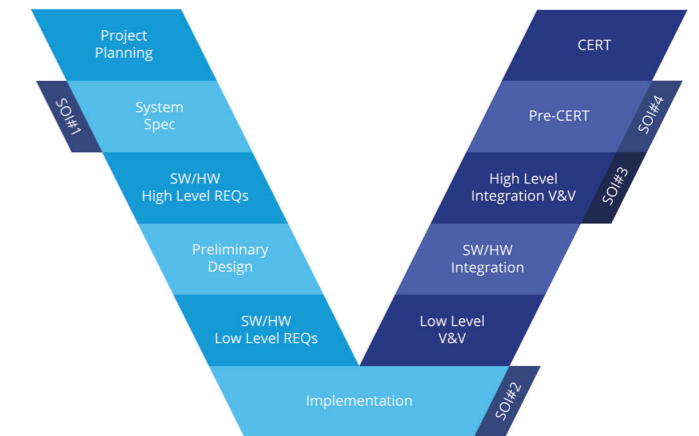 Project
Planning
SOI#1
System
Spec
SW/HW
High Level REQs
Preliminary
Design
SW/HW
Low Level REQs
Implementation
SOI#2
Low Level
V&V
SW/HW
Integration
High Level
Integration V&V
SOI#3
Pre-CERT
SOI#4
CERT